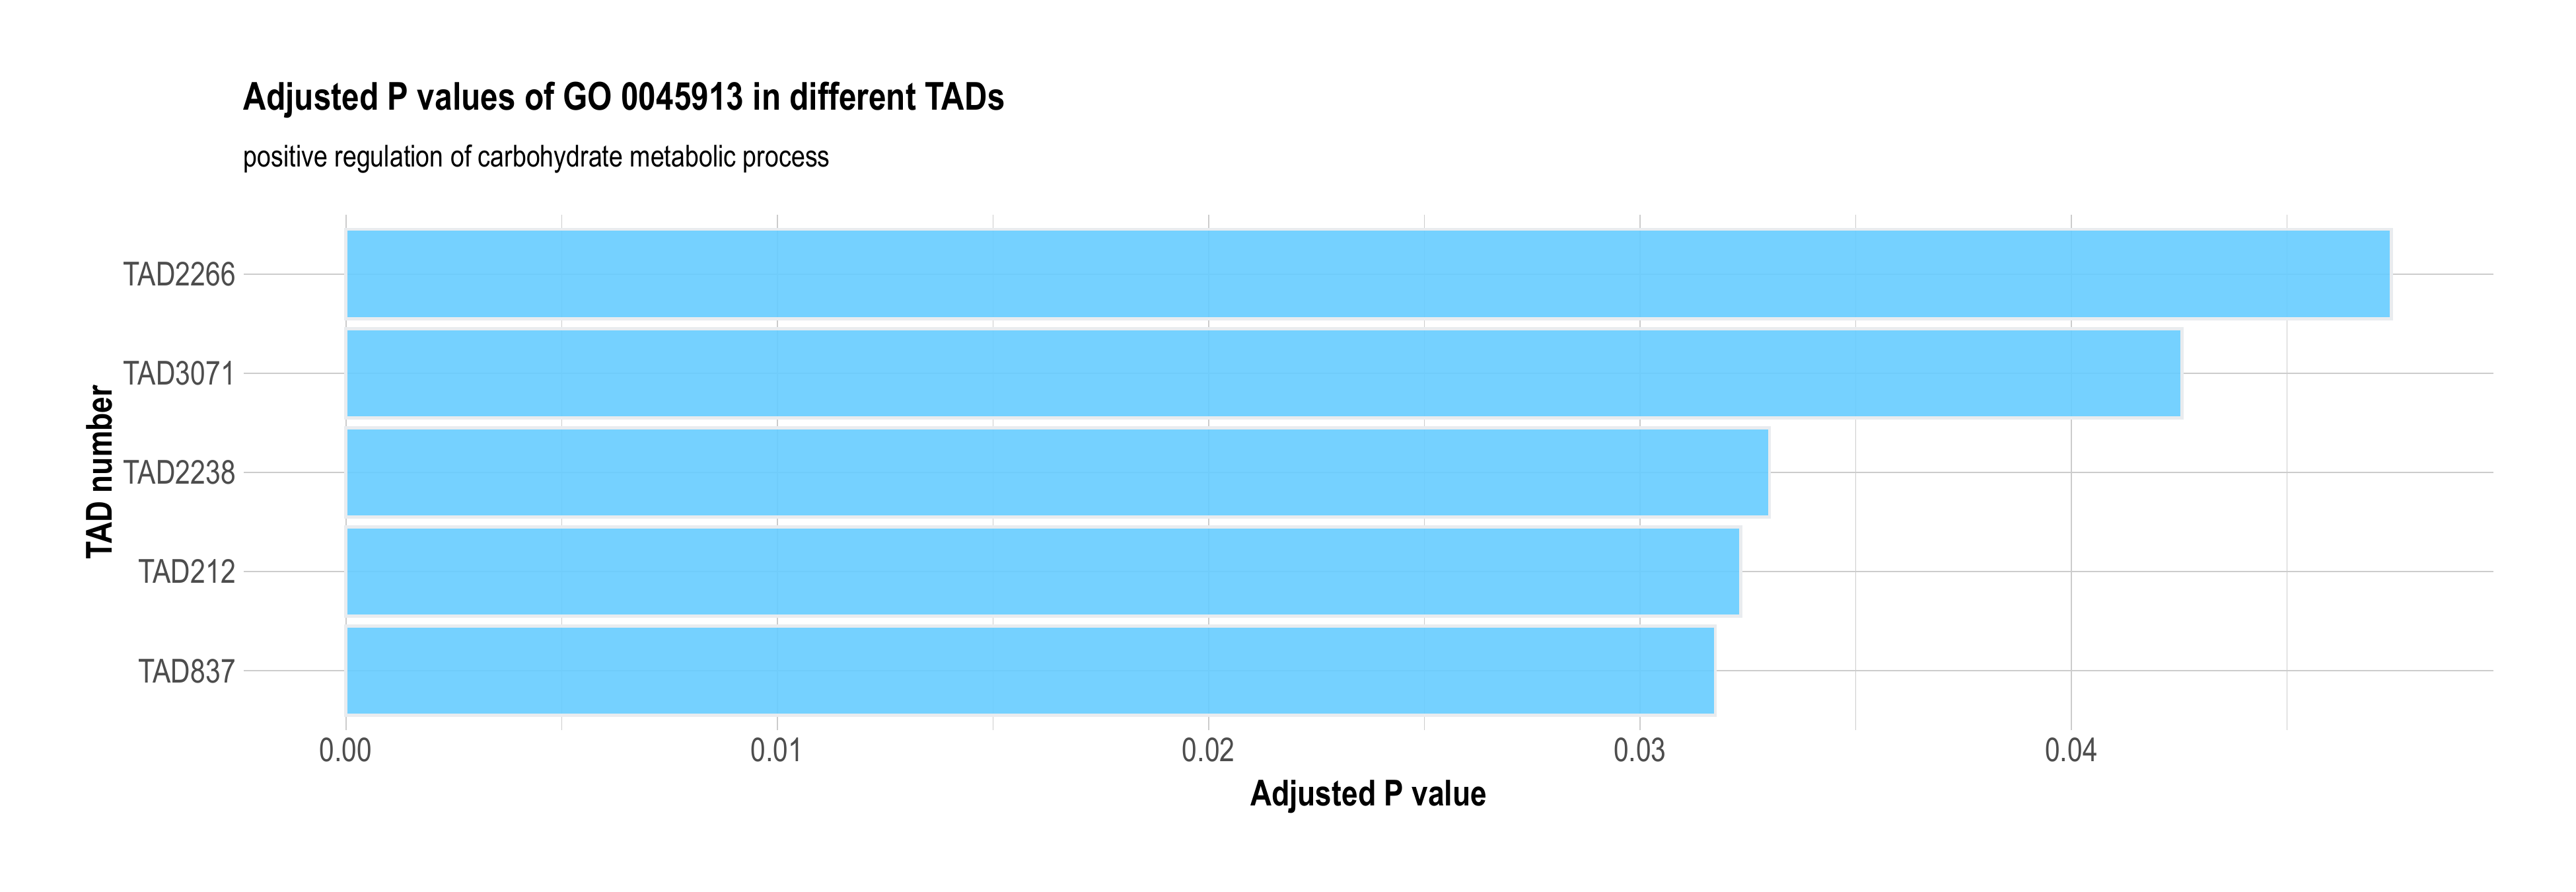 Adjusted P values of GO 0045913 in different TADs
positive regulation of carbohydrate metabolic process
TAD number
TAD2266
TAD3071
TAD2238
TAD212
TAD837
0.00 0.01 0.02 0.03 0.04
Adjusted P value